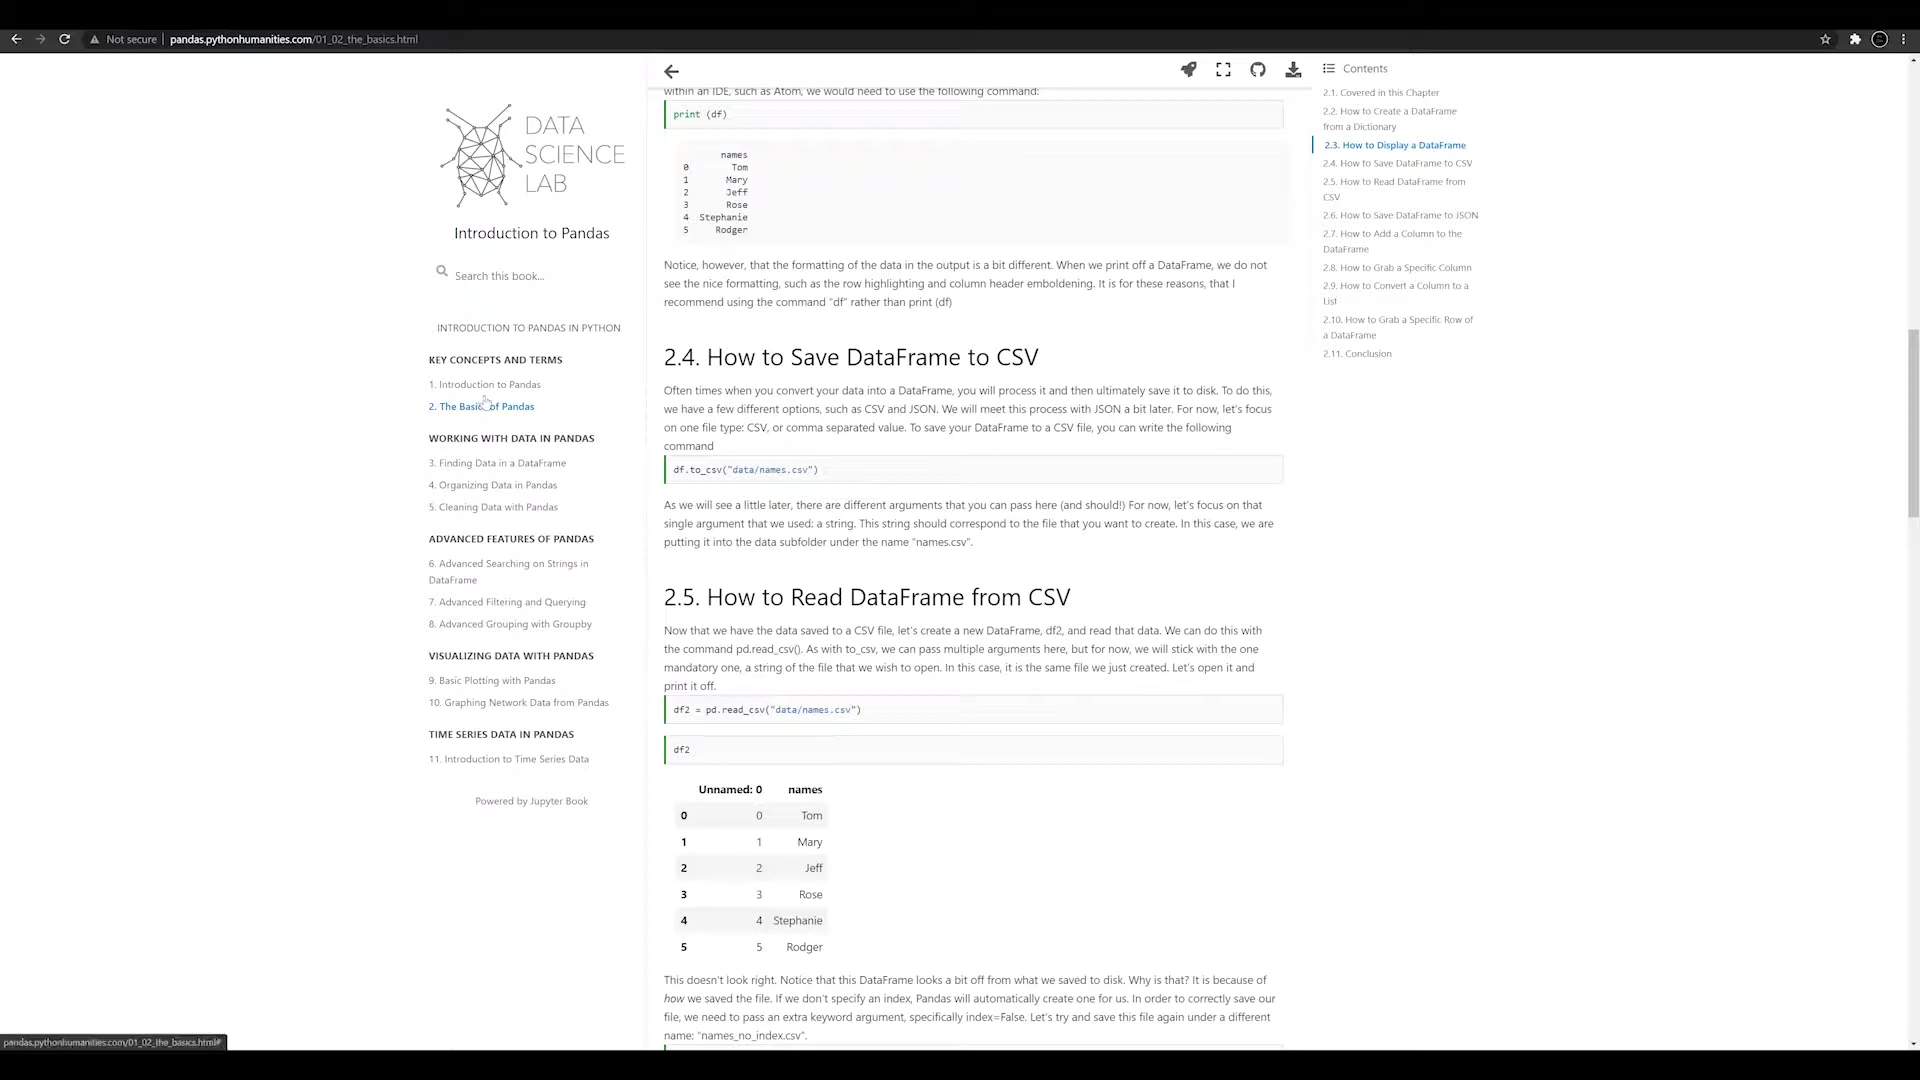 Not secure
pandas.pythonhumanities.com/01_02_the_basics.html
DATA
SCIENCE
LAB
Introduction to Pandas
Search this book...
INTRODUCTION TO PANDAS IN PYTHON
KEY CONCEPTS AND TERMS
1. Introduction to Pandas
2. The Basics of Pandas
WORKING WITH DATA IN PANDAS
3. Finding Data in a DataFrame
4. Organizing Data in Pandas
5. Cleaning Data with Pandas
ADVANCED FEATURES OF PANDAS
6. Advanced Searching on Strings in
DataFrame
7. Advanced Filtering and Querying
8. Advanced Grouping with Groupby
VISUALIZING DATA WITH PANDAS
9. Basic Plotting with Pandas
10. Graphing Network Data from Pandas
TIME SERIES DATA IN PANDAS
11. Introduction to Time Series Data
Powered by Jupyter Book
within an IDE, such as Atom, we would need to use the following command:
print (df)
names
0 Tom
1 Mary
2 Jeff
3 Rose
4 Stephanie
5 Rodger
Notice, however, that the formatting of the data in the output is a bit different. When we print off a DataFrame, we do not
see the nice formatting, such as the row highlighting and column header emboldening. It is for these reasons, that I
recommend using the command "df" rather than print (df)
2.4. How to Save DataFrame to CSV
Often times when you convert your data into a DataFrame, you will process it and then ultimately save it to disk. To do this,
we have a few different options, such as CSV and JSON. We will meet this process with JSON a bit later. For now, let's focus
on one file type: CSV, or comma separated value. To save your DataFrame to a CSV file, you can write the following
command
df.to_csv("data/names.csv")
As we will see a little later, there are different arguments that you can pass here (and should!) For now, let's focus on that
single argument that we used: a string. This string should correspond to the file that you want to create. In this case, we are
putting it into the data subfolder under the name "names.csv".
2.5. How to Read DataFrame from CSV
Now that we have the data saved to a CSV file, let's create a new DataFrame, df2, and read that data. We can do this with
the command pd.read_csv(). As with to_csv, we can pass multiple arguments here, but for now, we will stick with the one
mandatory one, a string of the file that we wish to open. In this case, it is the same file we just created. Let's open it and
print it off.
df2 = pd.read_csv("data/names.csv")
df2
Unnamed: 0 names
0 0 Tom
1 1 Mary
2 2 Jeff
3 3 Rose
4 4 Stephanie
5 5 Rodger
This doesn't look right. Notice that this DataFrame looks a bit off from what we saved to disk. Why is that? It is because of
how we saved the file. If we don't specify an index, Pandas will automatically create one for us. In order to correctly save our
file, we need to pass an extra keyword argument, specifically index=False. Let's try and save this file again under a different
name: "names_no_index.csv".
Contents
2.1. Covered in this Chapter
2.2. How to Create a DataFrame
from a Dictionary
2.3. How to Display a DataFrame
2.4. How to Save DataFrame to CSV
2.5. How to Read DataFrame from
CSV
2.6. How to Save DataFrame to JSON
2.7. How to Add a Column to the
DataFrame
2.8. How to Grab a Specific Column
2.9. How to Convert a Column to a
List
2.10. How to Grab a Specific Row of
a DataFrame
2.11. Conclusion
pandas.pythonhumanities.com/01_02_the_basics.html#